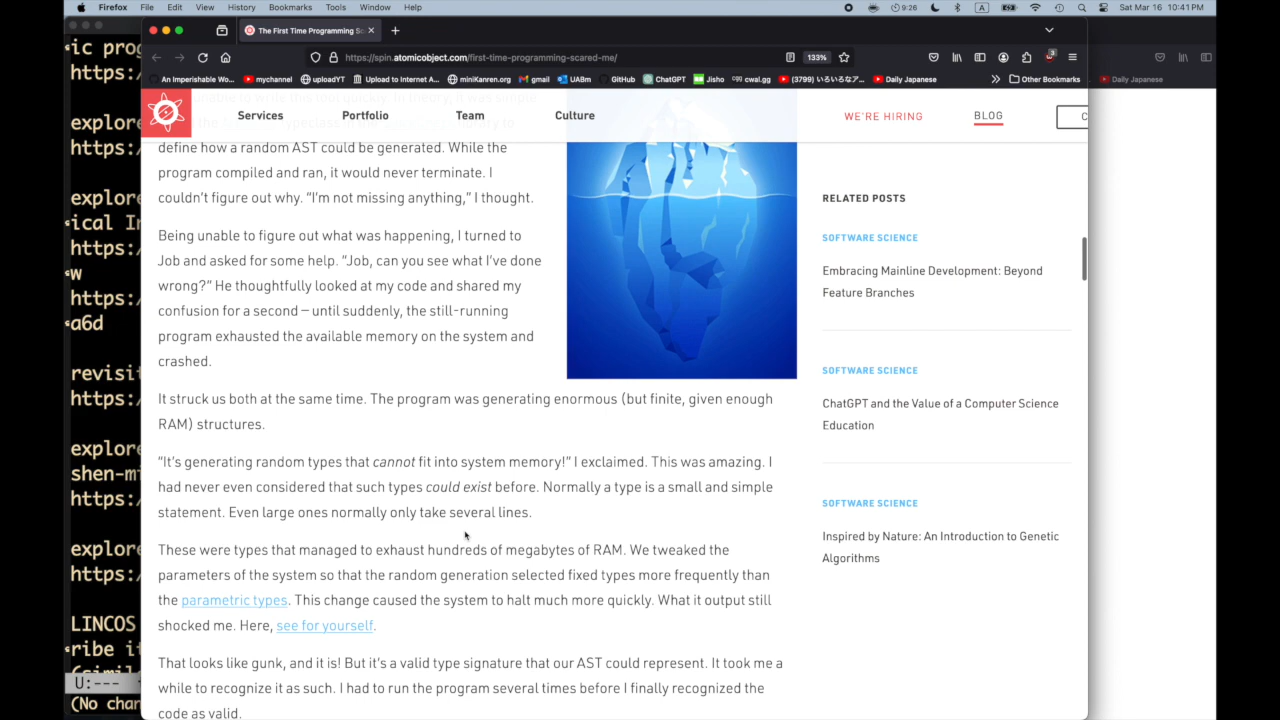 Firefox File Edit View History Bookmarks Tools Window Help
9:26 A Sat Mar 16 10:41 PM
The First Time Programming Sc
https://spin.atomicobject.com/first-time-programming-scared-me/
133%
3
An Imperishable Wo... mychannel uploadYT Upload to Internet A... miniKanren.org gmail UABm GitHub ChatGPT Jisho cwal.gg (3799) いろいろなア... Daily Japanese
Other Bookmarks
Daily Japanese
Services Portfolio Team Culture WE'RE HIRING BLOG C
define how a random AST could be generated. While the
program compiled and ran, it would never terminate. I
couldn't figure out why. “I'm not missing anything,” I thought.
Being unable to figure out what was happening, I turned to
Job and asked for some help. “Job, can you see what I've done
wrong?” He thoughtfully looked at my code and shared my
confusion for a second – until suddenly, the still-running
program exhausted the available memory on the system and
crashed.
It struck us both at the same time. The program was generating enormous (but finite, given enough
RAM) structures.
“It's generating random types that cannot fit into system memory!” I exclaimed. This was amazing. I
had never even considered that such types could exist before. Normally a type is a small and simple
statement. Even large ones normally only take several lines.
These were types that managed to exhaust hundreds of megabytes of RAM. We tweaked the
parameters of the system so that the random generation selected fixed types more frequently than
the parametric types. This change caused the system to halt much more quickly. What it output still
shocked me. Here, see for yourself.
That looks like gunk, and it is! But it's a valid type signature that our AST could represent. It took me a
while to recognize it as such. I had to run the program several times before I finally recognized the
code as valid.
RELATED POSTS
SOFTWARE SCIENCE
Embracing Mainline Development: Beyond
Feature Branches
SOFTWARE SCIENCE
ChatGPT and the Value of a Computer Science
Education
SOFTWARE SCIENCE
Inspired by Nature: An Introduction to Genetic
Algorithms
ic prog
https:/
explore
https:/
explore
ical In
https:/
w
https:/
a6d
revisit
https:/
explore
shen-mi
https:/
explore
https:/
LINCOS
ribe i
U:---
(No chan